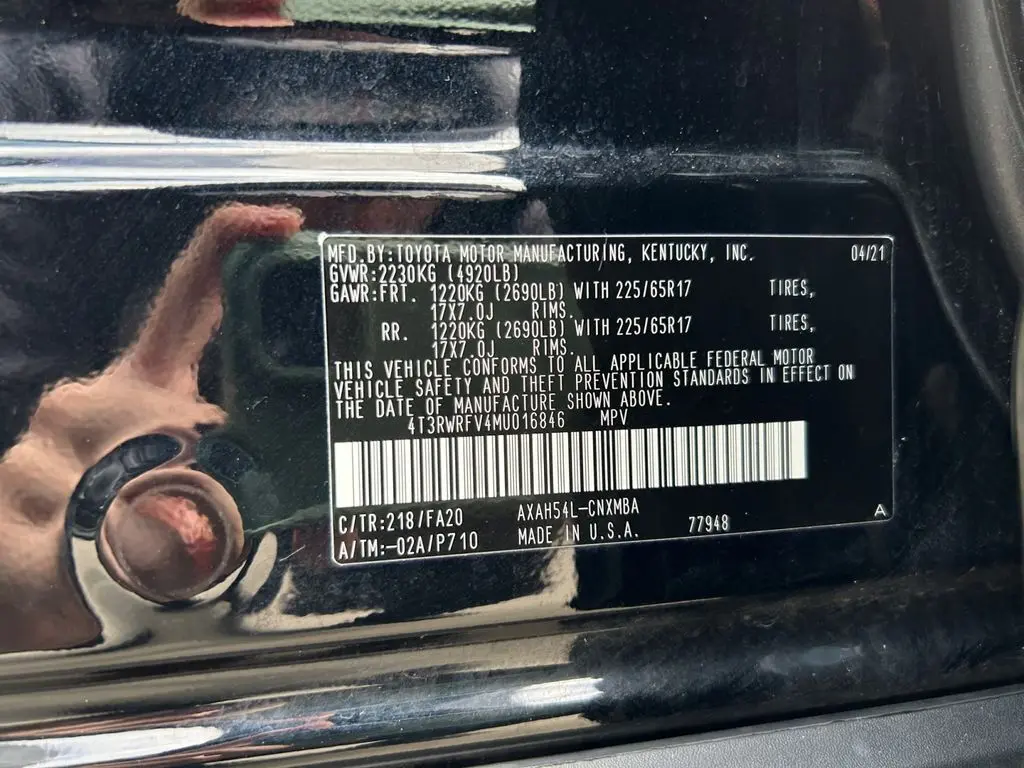 MFD.BY:TOYOTA MOTOR MANUFACTURING, KENTUCKY, INC. 04/21
GVWR:2230KG (4920LB)
GAWR:FRT. 1220KG (2690LB) WITH 225/65R17 TIRES,
17X7.0J RIMS.
RR. 1220KG (2690LB) WITH 225/65R17 TIRES,
17X7.0J RIMS.
THIS VEHICLE CONFORMS TO ALL APPLICABLE FEDERAL MOTOR
VEHICLE SAFETY AND THEFT PREVENTION STANDARDS IN EFFECT ON
THE DATE OF MANUFACTURE SHOWN ABOVE.
4T3RWRFV4MU016846 MPV
C/TR:218/FA20 AXAH54L-CNXMBA
A/TM:-02A/P710 MADE IN U.S.A. 77948 A